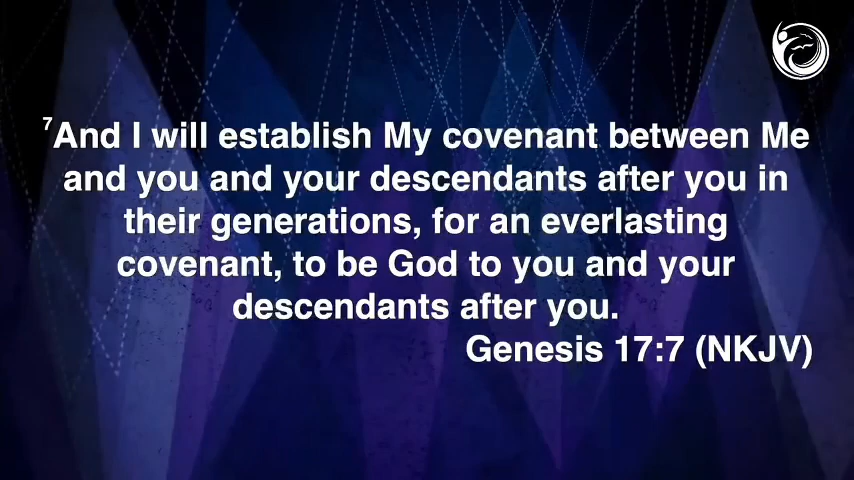 7And I will establish My covenant between Me
and you and your descendants after you in
their generations, for an everlasting
covenant, to be God to you and your
descendants after you.
Genesis 17:7 (NKJV)